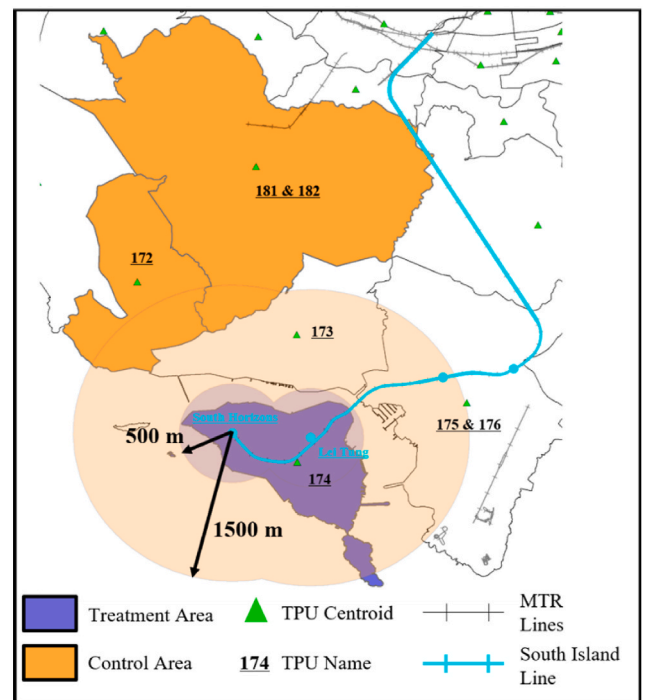 181 & 182
172
173
South Horizons
175 & 176
500 m
Lei Tung
174
1500 m
Treatment Area
TPU Centroid
MTR
Lines
Control Area
174 TPU Name
South Island
Line